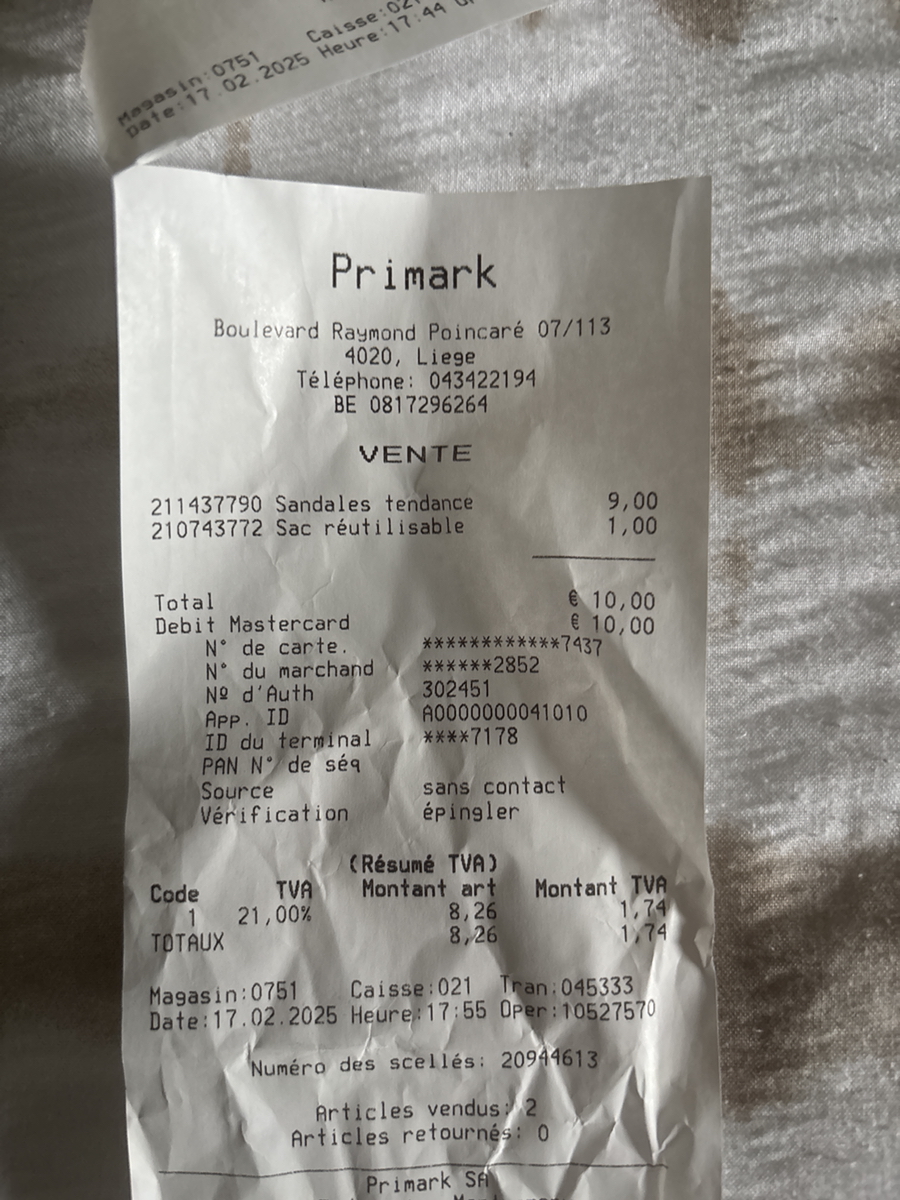 Magasin:0751 Caisse:021
Date:17.02.2025 Heure:17:44
Primark
Boulevard Raymond Poincaré 07/113
4020, Liege
Téléphone: 043422194
BE 0817296264
VENTE
211437790 Sandales tendance 9,00
210743772 Sac réutilisable 1,00
Total € 10,00
Debit Mastercard € 10,00
N° de carte. ************7437
N° du marchand ******2852
Nº d'Auth 302451
App. ID A0000000041010
ID du terminal ****7178
PAN N° de séq
Source sans contact
Vérification épingler
(Résumé TVA)
Code TVA Montant art Montant TVA
1 21,00% 8,26 1,74
TOTAUX 8,26 1,74
Magasin:0751 Caisse:021 Tran:045333
Date:17.02.2025 Heure:17:55 Oper:10527570
Numéro des scellés: 20944613
Articles vendus: 2
Articles retournés: 0
Primark SA